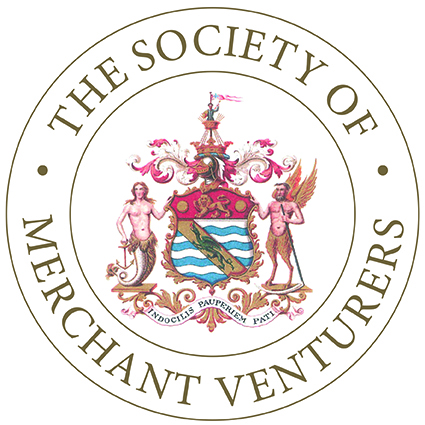 THE SOCIETY OF
MERCHANT VENTURERS
INDOCILIS PAUPERIEM PATI